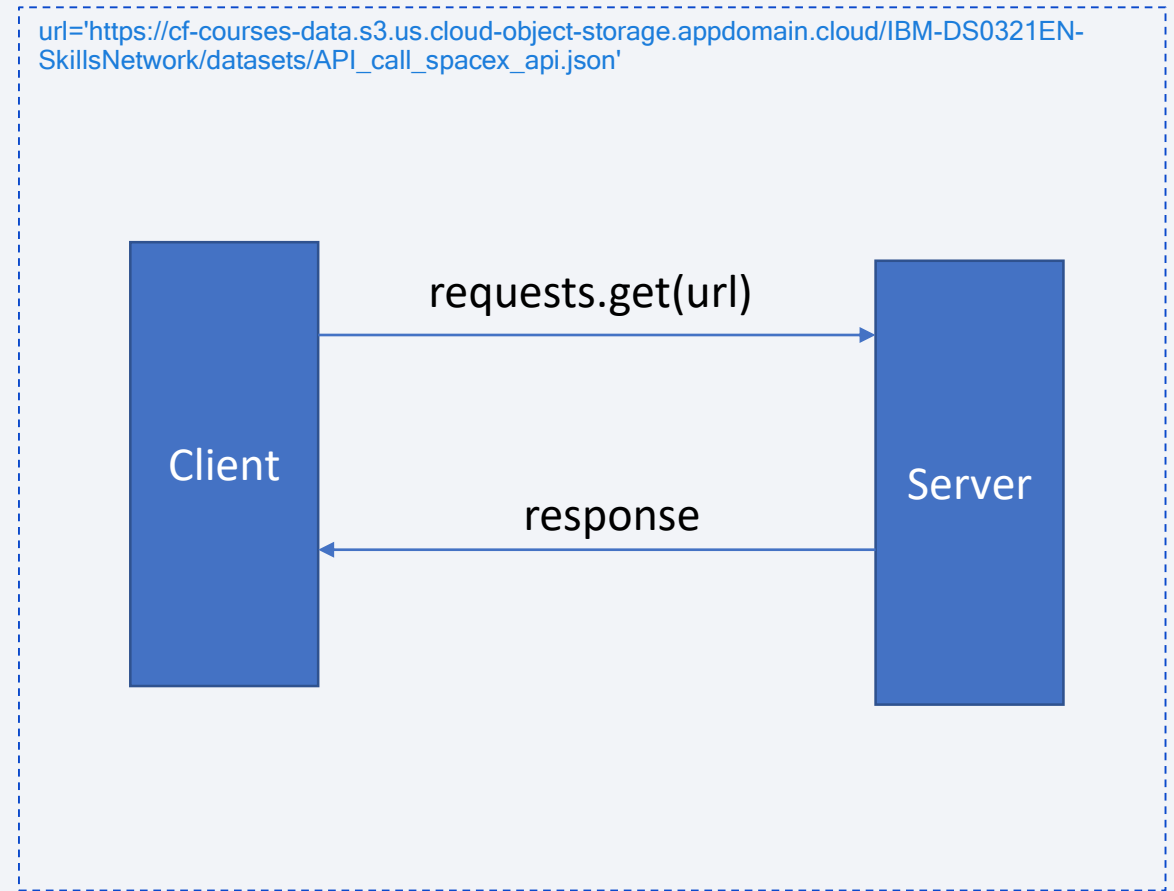 url='https://cf-courses-data.s3.us.cloud-object-storage.appdomain.cloud/IBM-DS0321EN-
SkillsNetwork/datasets/API_call_spacex_api.json'
requests.get(url)
Client
Server
response